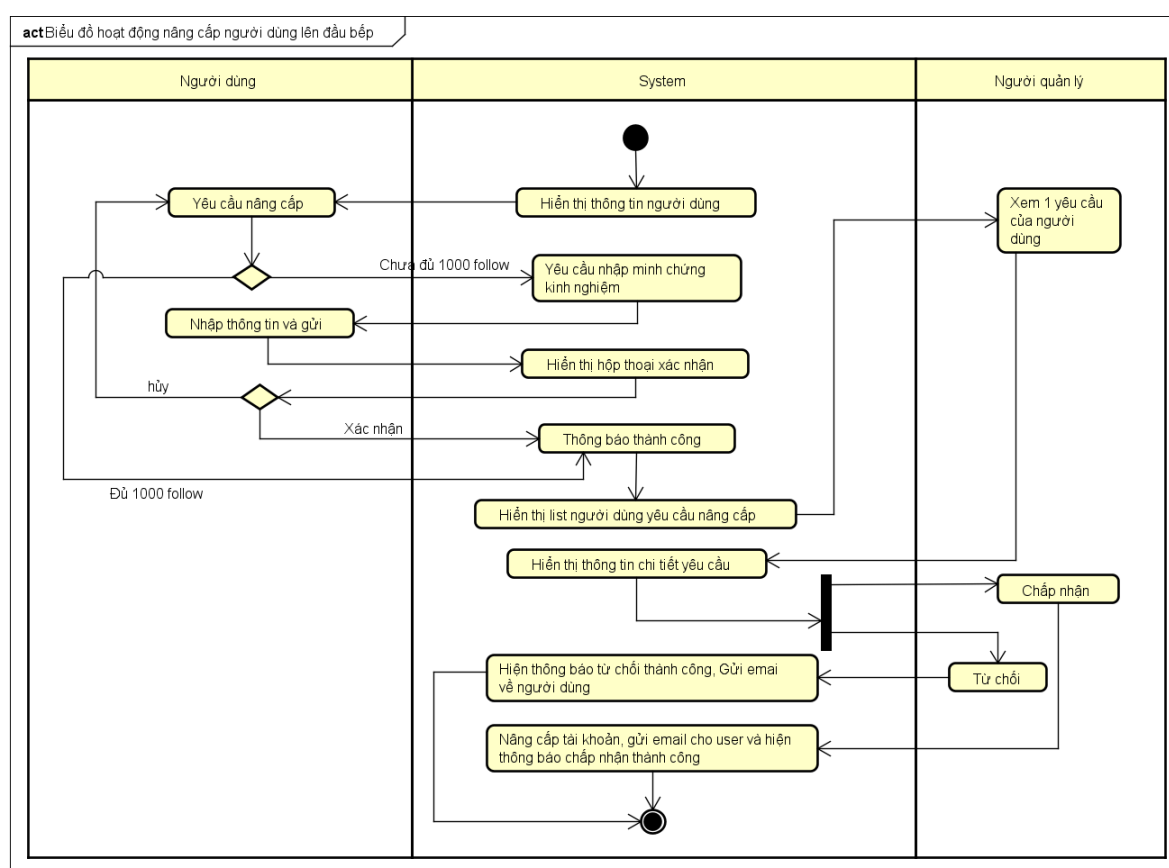 act Biểu đồ hoạt động nâng cấp người dùng lên đầu bếp
Người dùng
System
Người quản lý
Yêu cầu nâng cấp
Hiển thị thông tin người dùng
Xem 1 yêu cầu
của người
dùng
Chưa đủ 1000 follow
Yêu cầu nhập minh chứng
kinh nghiệm
Nhập thông tin và gửi
Hiển thị hộp thoại xác nhận
hủy
Xác nhận
Thông báo thành công
Đủ 1000 follow
Hiển thị list người dùng yêu cầu nâng cấp
Hiển thị thông tin chi tiết yêu cầu
Chấp nhận
Hiện thông báo từ chối thành công, Gửi emai
về người dùng
Từ chối
Nâng cấp tài khoản, gửi email cho user và hiện
thông báo chấp nhận thành công